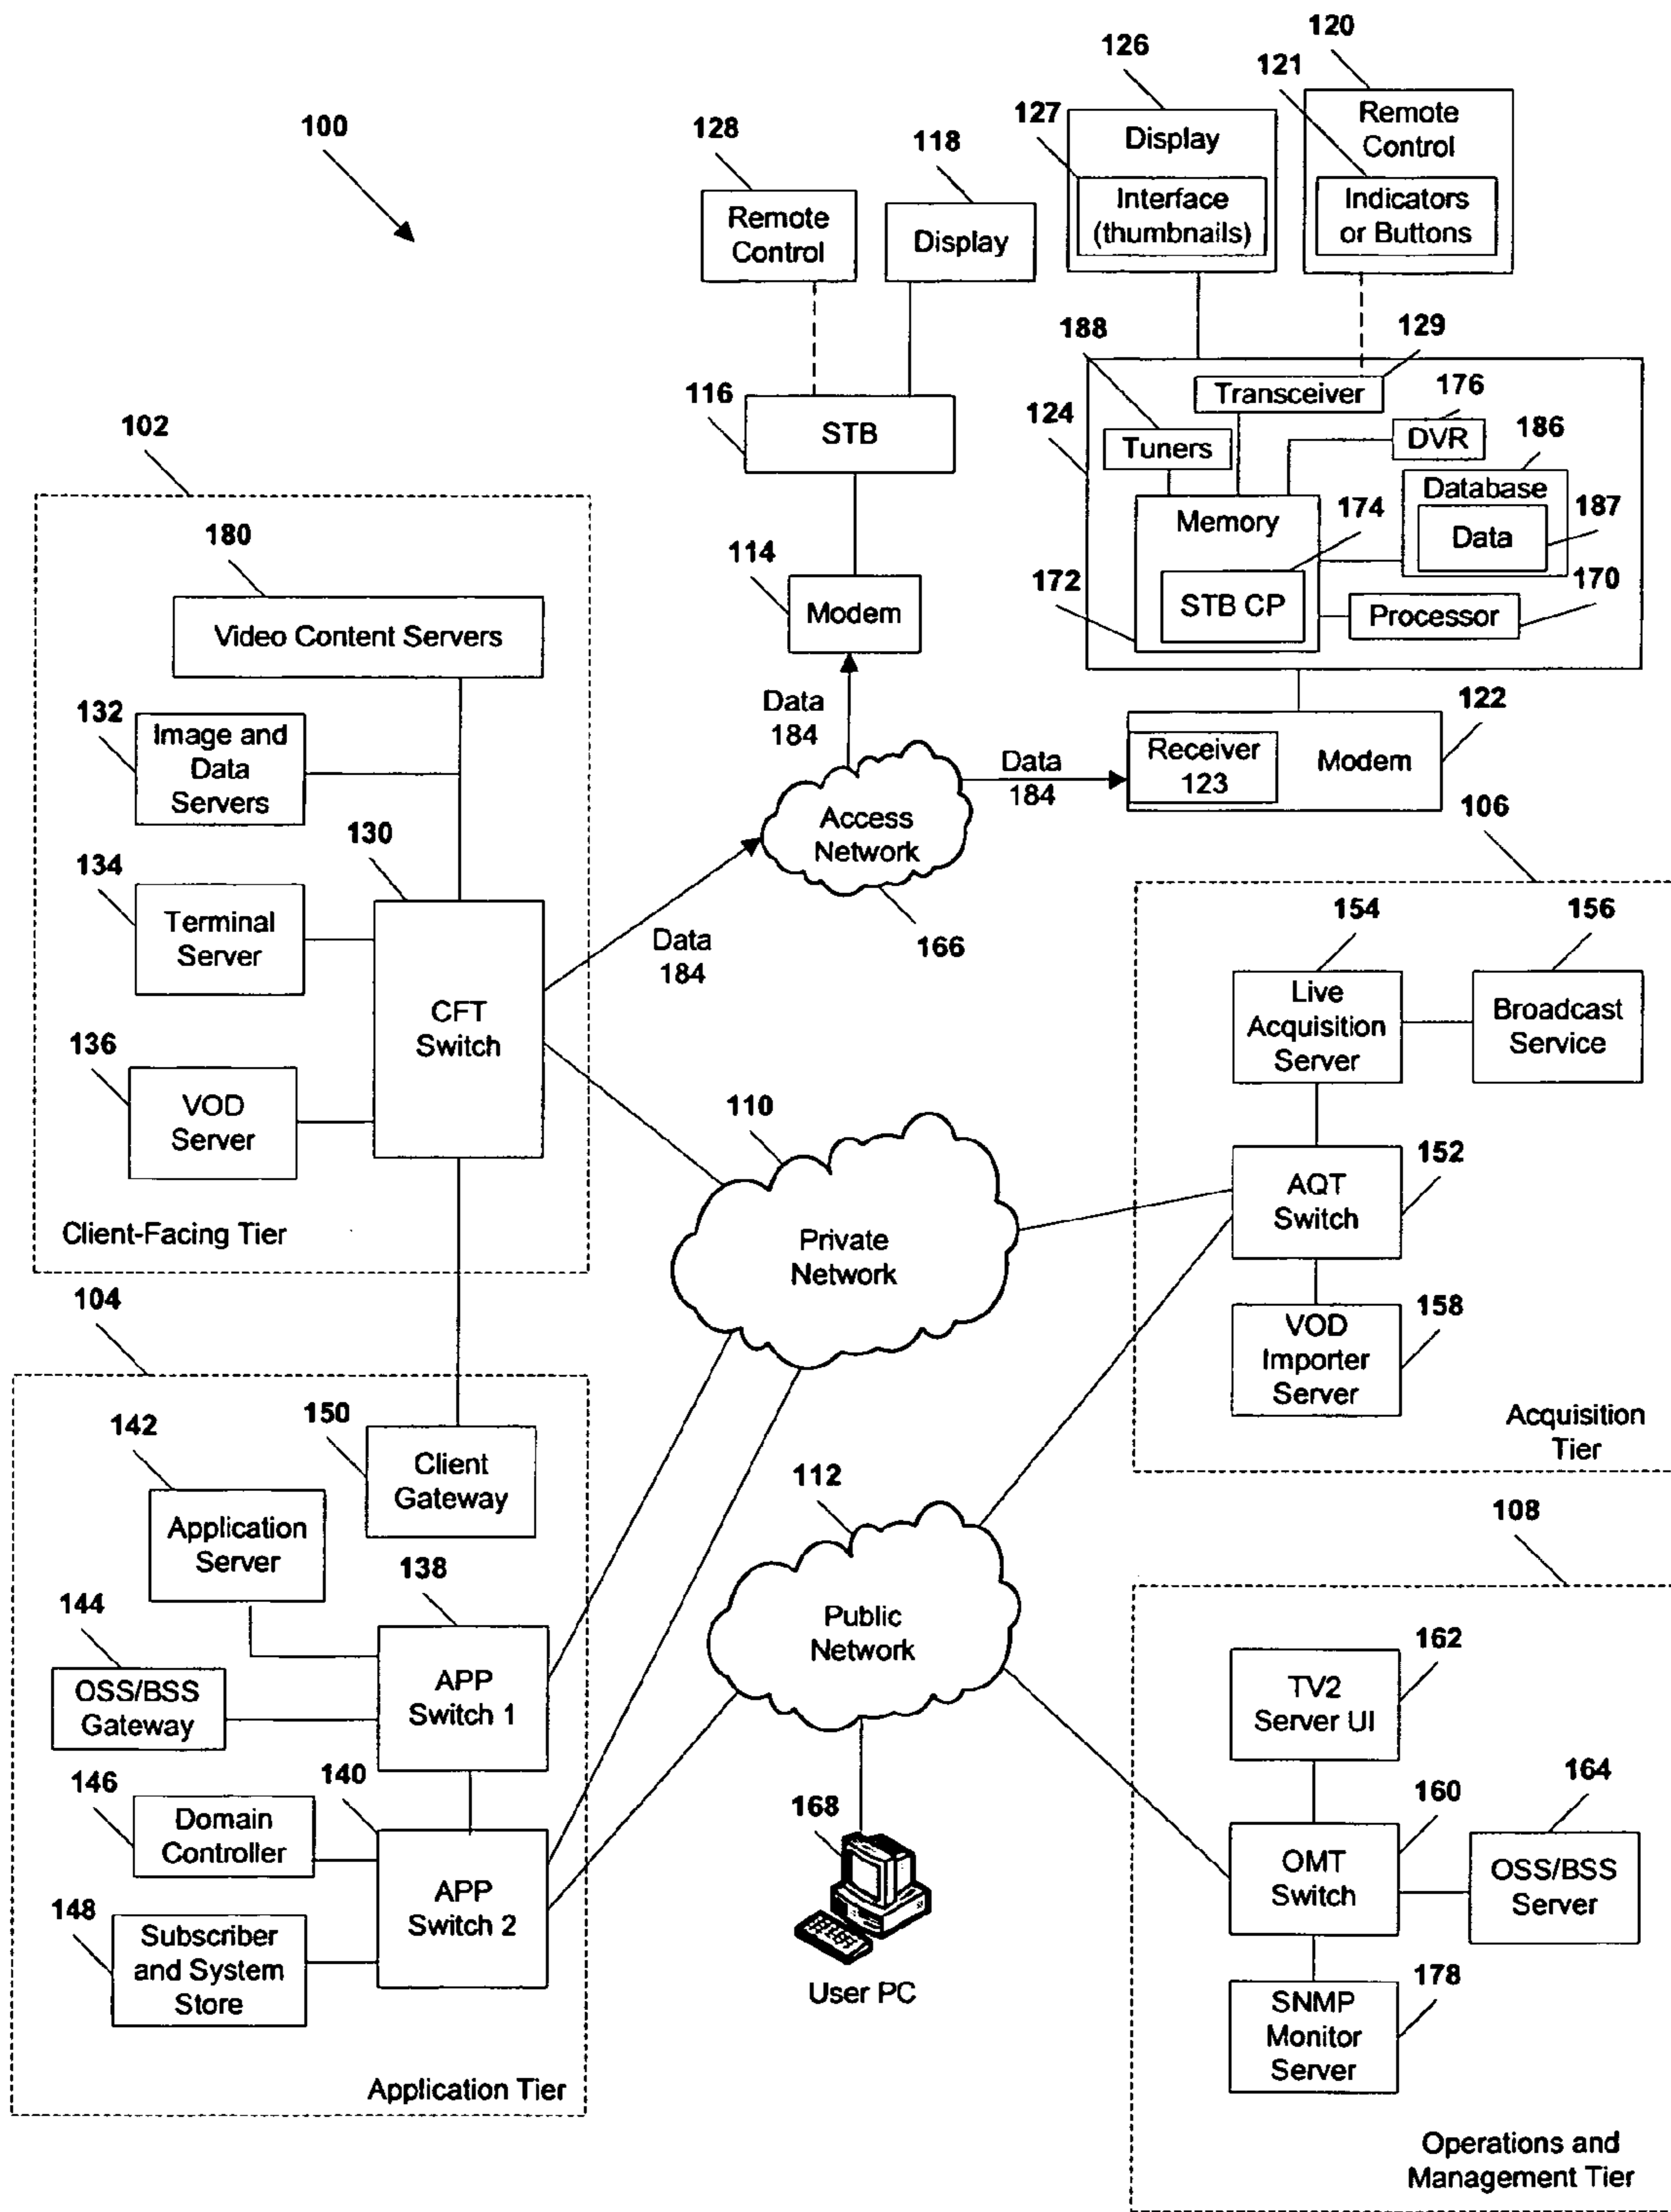 120
126
121
Remote
Control
100
128
118
127
Display
Remote
Control
Display
Interface
(thumbnails)
Indicators
or Buttons
188
129
116
STB
124
Transceiver
176
186
Tuners
DVR
102
Database
Memory
174
187
Data
180
114
172
STB CP
170
Video Content Servers
Modem
Processor
132
Image and
Data
Servers
Data
184
122
Receiver
123
Modem
Data
184
130
Access
Network
106
134
Terminal
Server
166
154
156
Data
184
CFT
Switch
Live
Acquisition
Server
Broadcast
Service
136
VOD
Server
110
152
AQT
Switch
Client-Facing Tier
Private
Network
104
158
VOD
Importer
Server
142
150
Client
Gateway
Acquisition
Tier
112
108
Application
Server
138
144
Public
Network
162
OSS/BSS
Gateway
APP
Switch 1
TV2
Server UI
146
140
168
160
164
Domain
Controller
OMT
Switch
OSS/BSS
Server
148
APP
Switch 2
Subscriber
and System
Store
User PC
178
SNMP
Monitor
Server
Application Tier
Operations and
Management Tier